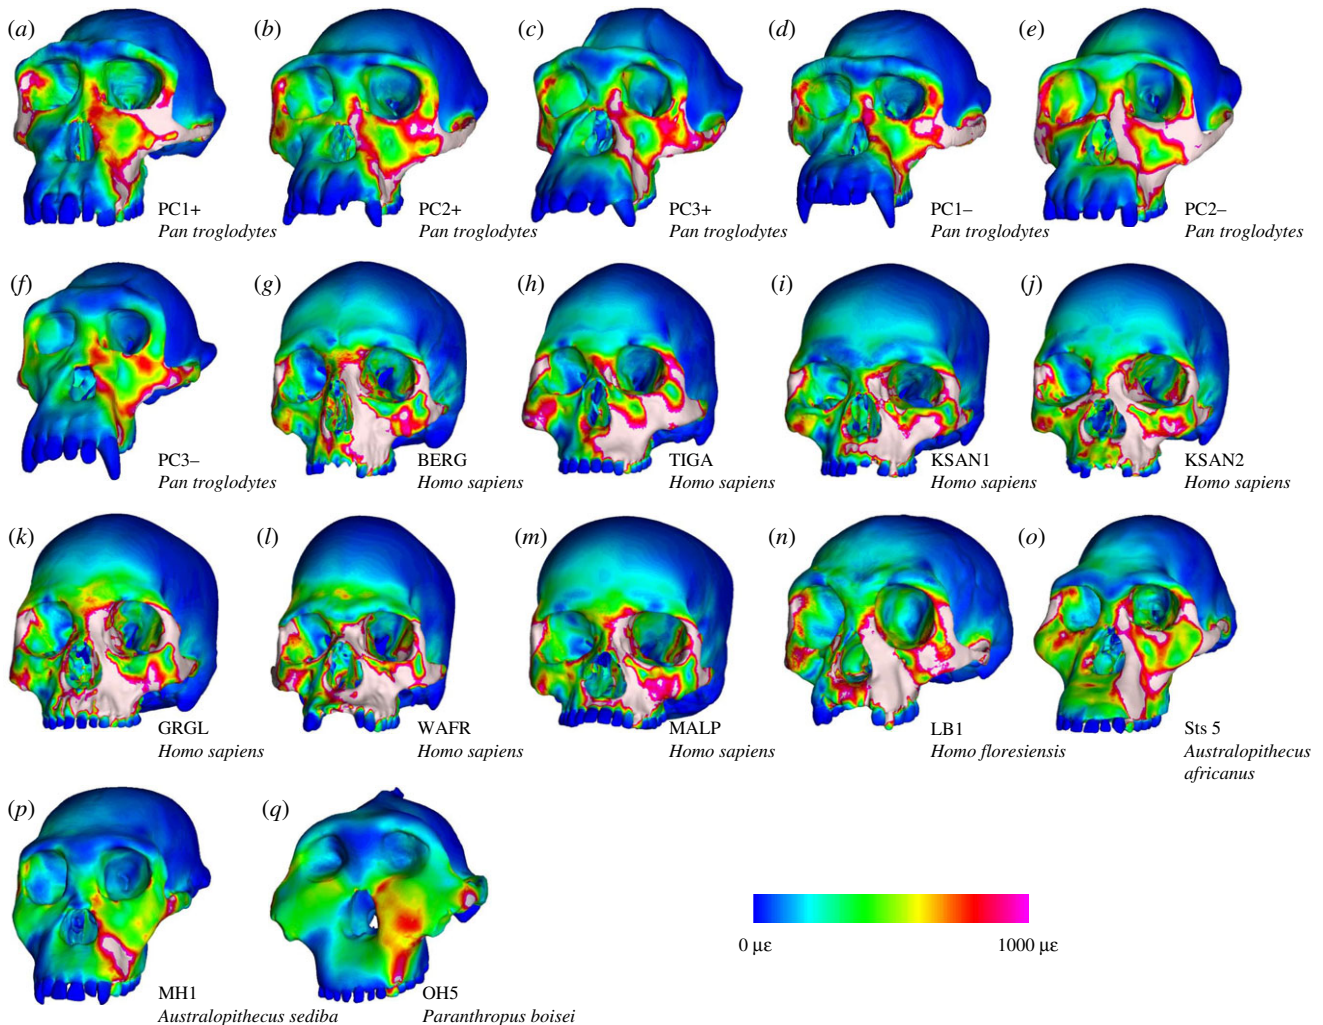 (a)
PC1+
Pan troglodytes
(b)
PC2+
Pan troglodytes
(c)
PC3+
Pan troglodytes
(d)
PC1–
Pan troglodytes
(e)
PC2–
Pan troglodytes
(f)
PC3–
Pan troglodytes
(g)
BERG
Homo sapiens
(h)
TIGA
Homo sapiens
(i)
KSAN1
Homo sapiens
(j)
KSAN2
Homo sapiens
(k)
GRGL
Homo sapiens
(l)
WAFR
Homo sapiens
(m)
MALP
Homo sapiens
(n)
LB1
Homo floresiensis
(o)
Sts 5
Australopithecus
africanus
(p)
MH1
Australopithecus sediba
(q)
OH5
Paranthropus boisei
0 με
1000 με